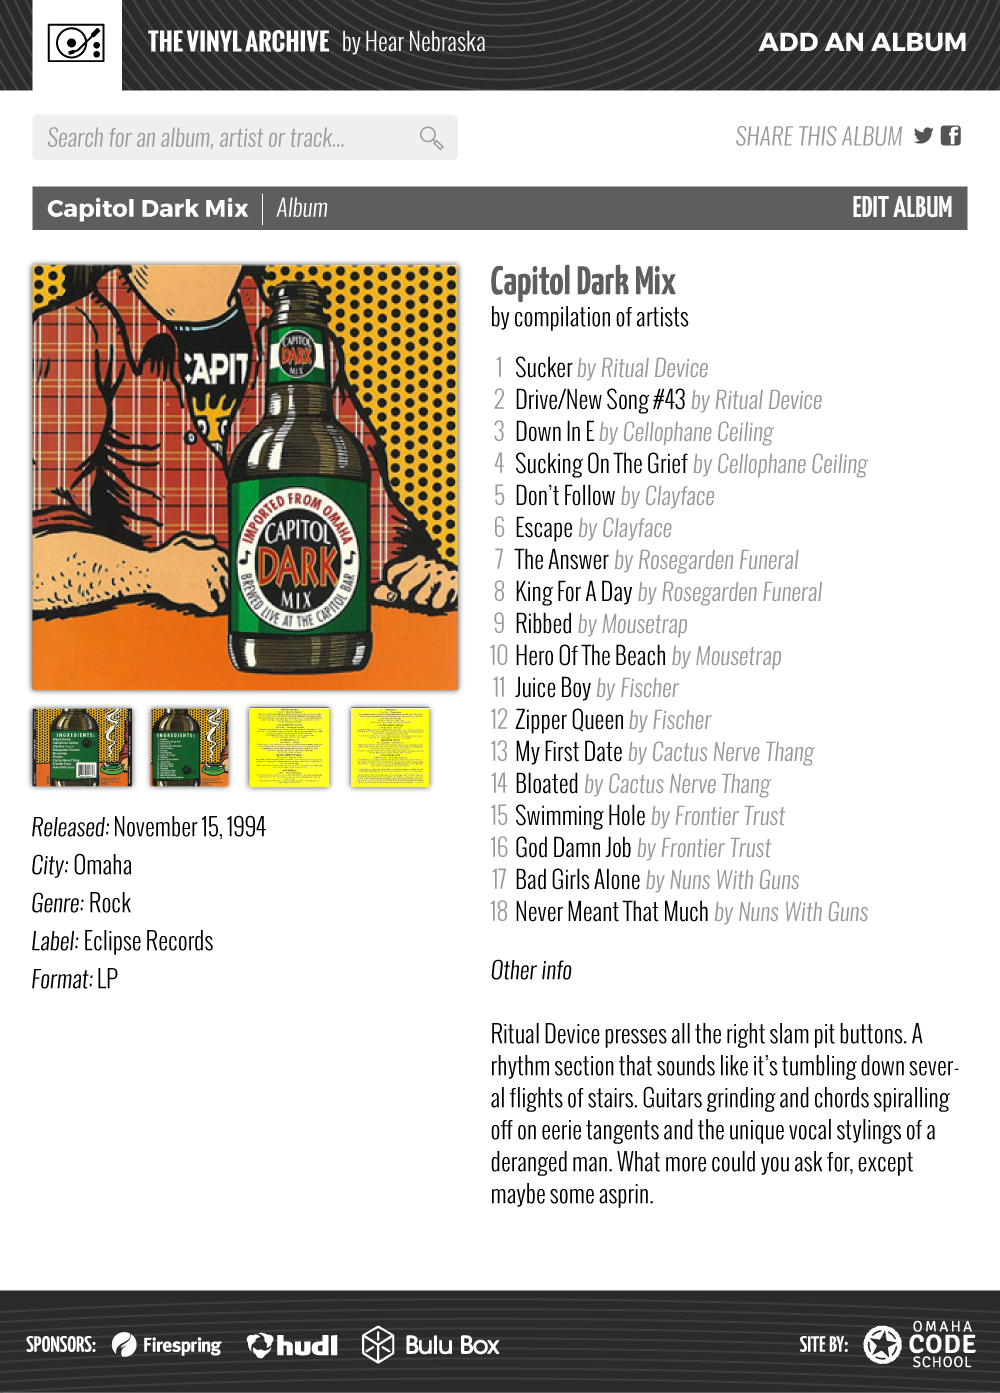 THE VINYL ARCHIVE by Hear Nebraska
ADD AN ALBUM
Search for an album, artist or track...
SHARE THIS ALBUM
Capitol Dark Mix | Album
EDIT ALBUM
CAPIT
CAPITOL
DARK
MIX
IMPORTED FROM OMAHA
CAPITOL
DARK
MIX
BREWED LIVE AT THE CAPITOL BAR
INGREDIENTS:
INGREDIENTS:
Released: November 15, 1994
City: Omaha
Genre: Rock
Label: Eclipse Records
Format: LP
Capitol Dark Mix
by compilation of artists
1 Sucker by Ritual Device
2 Drive/New Song #43 by Ritual Device
3 Down In E by Cellophane Ceiling
4 Sucking On The Grief by Cellophane Ceiling
5 Don't Follow by Clayface
6 Escape by Clayface
7 The Answer by Rosegarden Funeral
8 King For A Day by Rosegarden Funeral
9 Ribbed by Mousetrap
10 Hero Of The Beach by Mousetrap
11 Juice Boy by Fischer
12 Zipper Queen by Fischer
13 My First Date by Cactus Nerve Thang
14 Bloated by Cactus Nerve Thang
15 Swimming Hole by Frontier Trust
16 God Damn Job by Frontier Trust
17 Bad Girls Alone by Nuns With Guns
18 Never Meant That Much by Nuns With Guns
Other info
Ritual Device presses all the right slam pit buttons. A
rhythm section that sounds like it's tumbling down sever-
al flights of stairs. Guitars grinding and chords spiralling
off on eerie tangents and the unique vocal stylings of a
deranged man. What more could you ask for, except
maybe some asprin.
SPONSORS: Firespring hudl Bulu Box
SITE BY: OMAHA
CODE
SCHOOL